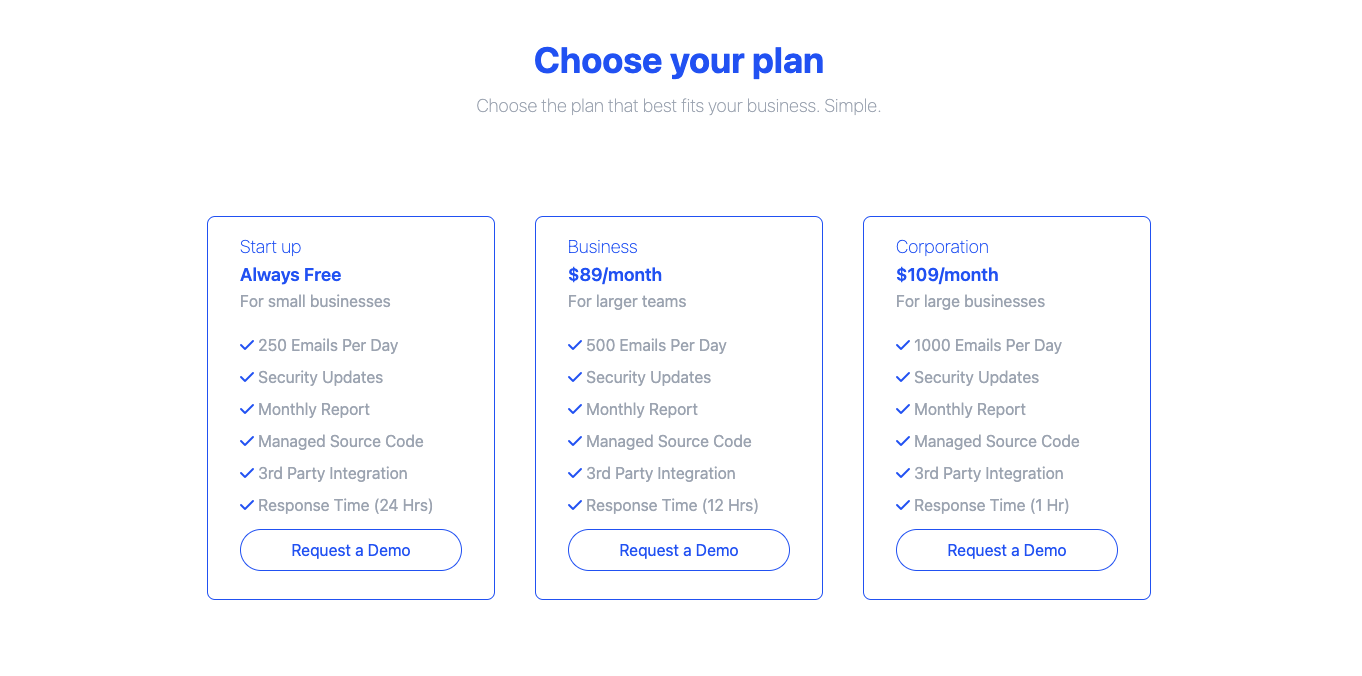 Choose your plan
Choose the plan that best fits your business. Simple.
Start up
Always Free
For small businesses
250 Emails Per Day
Security Updates
Monthly Report
Managed Source Code
3rd Party Integration
Response Time (24 Hrs)
Request a Demo
Business
$89/month
For larger teams
500 Emails Per Day
Security Updates
Monthly Report
Managed Source Code
3rd Party Integration
Response Time (12 Hrs)
Request a Demo
Corporation
$109/month
For large businesses
1000 Emails Per Day
Security Updates
Monthly Report
Managed Source Code
3rd Party Integration
Response Time (1 Hr)
Request a Demo